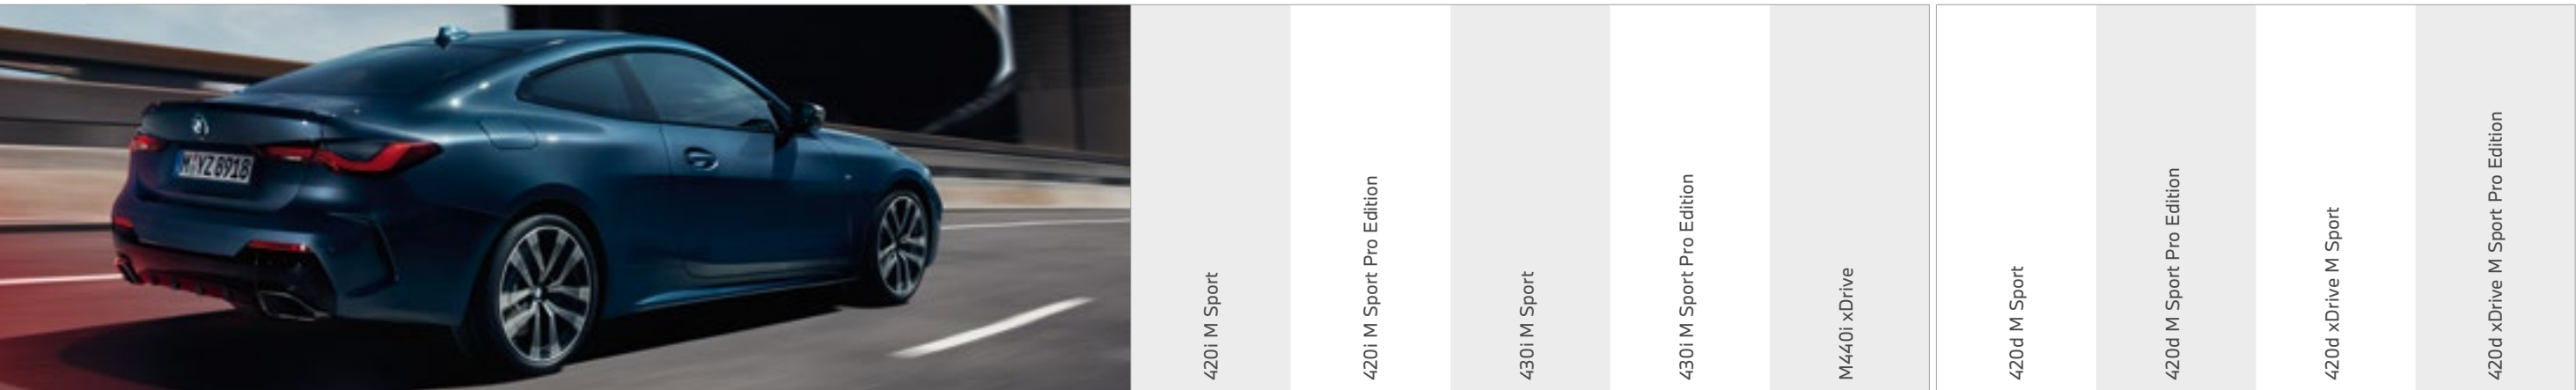 M YZ 8918
420i M Sport
420i M Sport Pro Edition
430i M Sport
430i M Sport Pro Edition
M440i xDrive
420d M Sport
420d M Sport Pro Edition
420d xDrive M Sport
420d xDrive M Sport Pro Edition